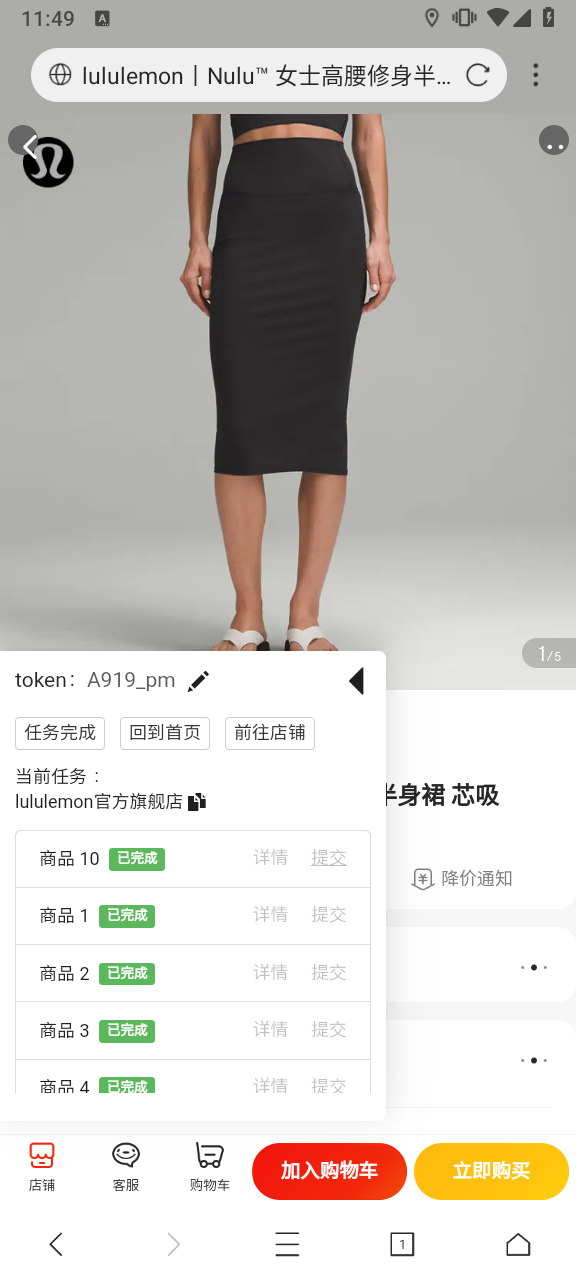 11:49
A
lululemon丨Nulu™ 女士高腰修身半…
1/5
token: A919_pm
任务完成 回到首页 前往店铺
当前任务：
lululemon官方旗舰店
半身裙 芯吸
降价通知
商品 10 已完成 详情 提交
商品 1 已完成 详情 提交
商品 2 已完成 详情 提交
商品 3 已完成 详情 提交
商品 4 已完成 详情 提交
店铺 客服 购物车 加入购物车 立即购买
1